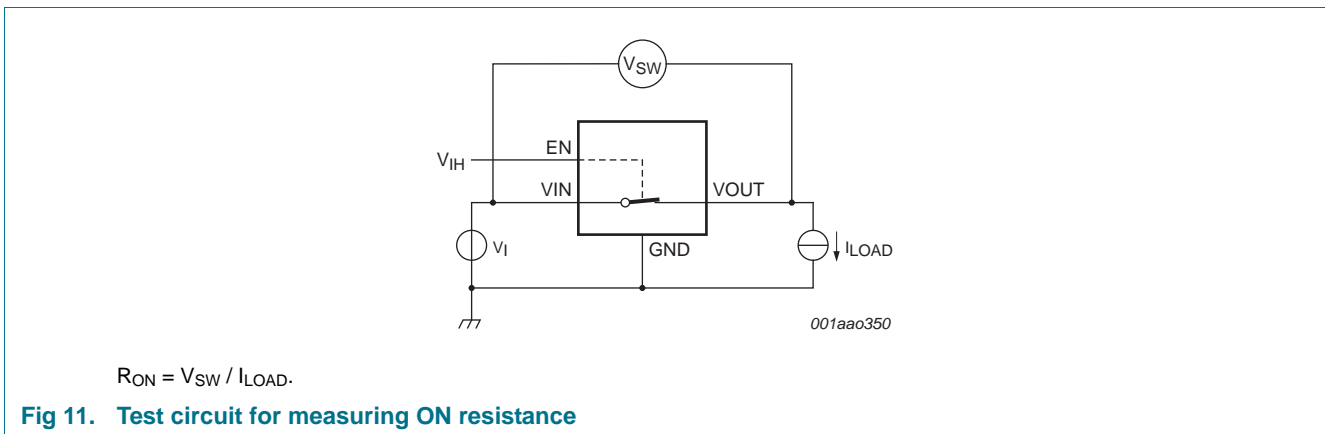 VSW
EN
VIH
VIN
VOUT
VI
GND
ILOAD
001aao350
RON = VSW / ILOAD.
Fig 11. Test circuit for measuring ON resistance